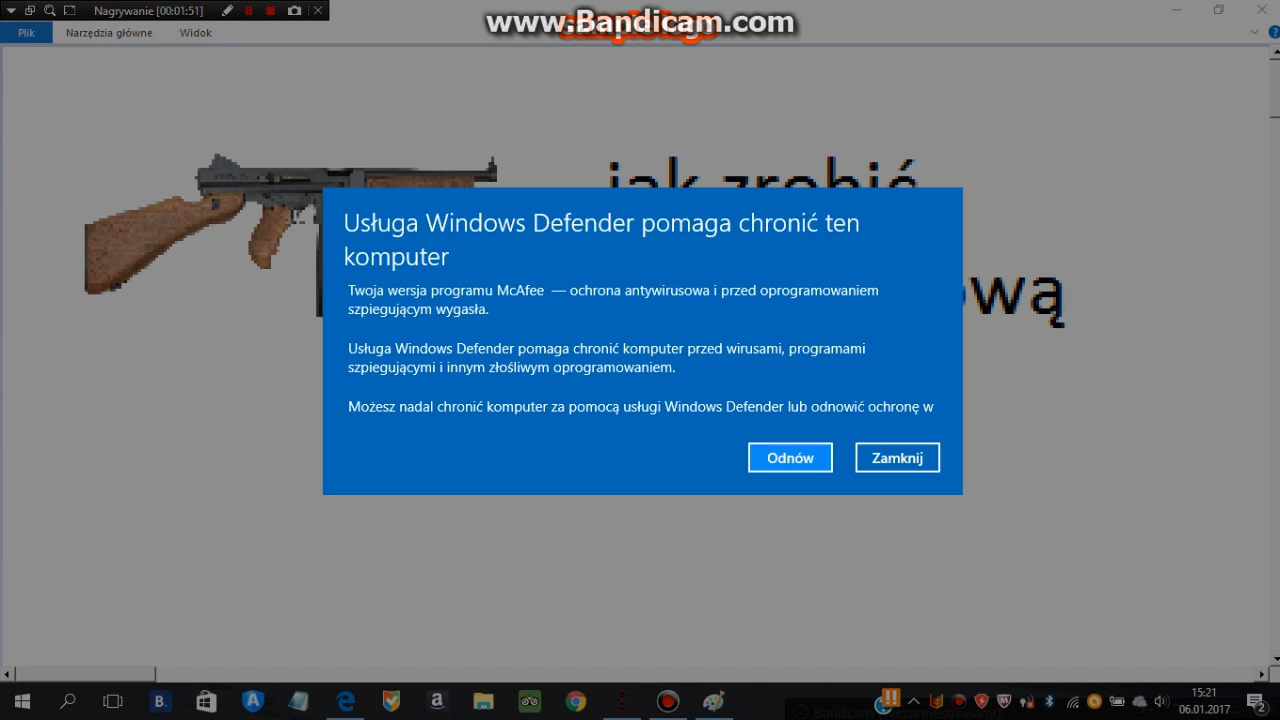 Nagrywanie [00:01:51]
www.Bandicam.com
Plik Narzędzia główne Widok
jak zrobić
ową
Usługa Windows Defender pomaga chronić ten
komputer
Twoja wersja programu McAfee — ochrona antywirusowa i przed oprogramowaniem
szpiegującym wygasła.
Usługa Windows Defender pomaga chronić komputer przed wirusami, programami
szpiegującymi i innym złośliwym oprogramowaniem.
Możesz nadal chronić komputer za pomocą usługi Windows Defender lub odnowić ochronę w
Odnów Zamknij
15:21
06.01.2017